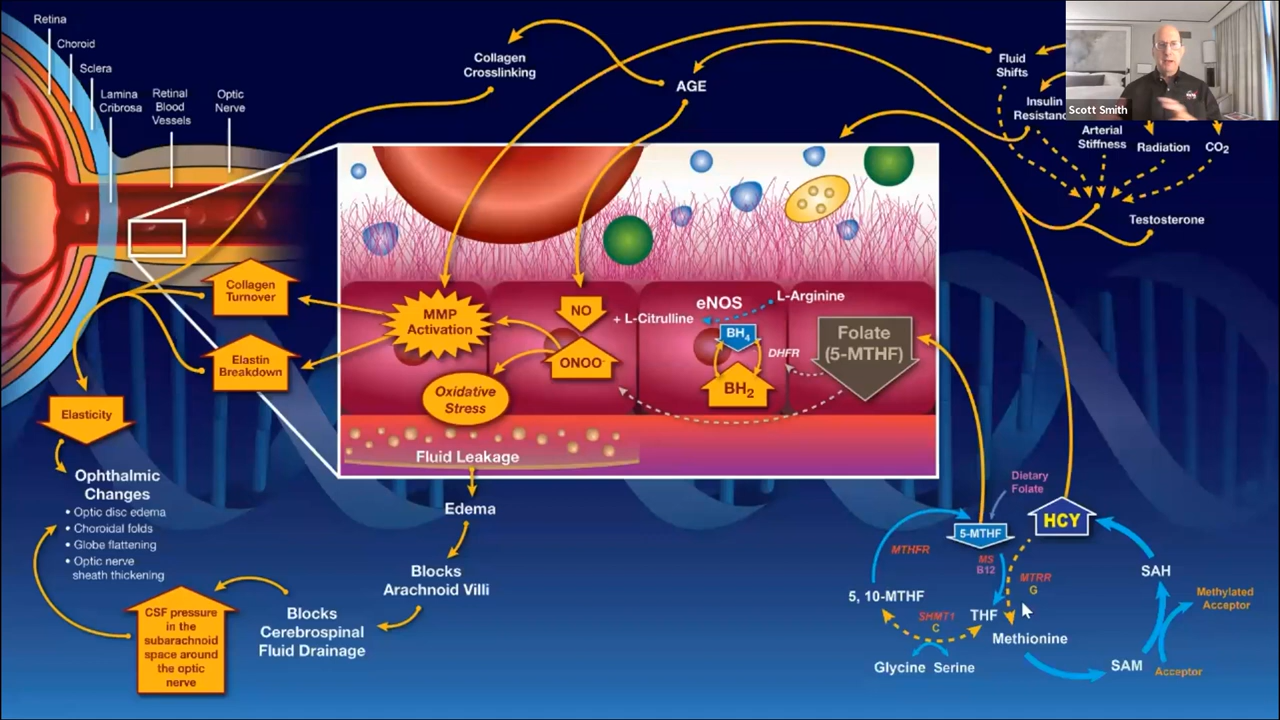 Retina
Choroid
Sclera
Lamina
Cribrosa
Retinal
Blood
Vessels
Optic
Nerve
Collagen
Crosslinking
AGE
Fluid
Shifts
Insulin
Resistance
Scott Smith
Arterial
Stiffness
Radiation
CO2
Testosterone
Collagen
Turnover
Elastin
Breakdown
MMP
Activation
NO
ONOO-
Oxidative
Stress
Fluid Leakage
eNOS
L-Arginine
+ L-Citrulline
BH4
DHFR
BH2
Folate
(5-MTHF)
Elasticity
Ophthalmic
Changes
• Optic disc edema
• Choroidal folds
• Globe flattening
• Optic nerve
sheath thickening
Edema
Blocks
Arachnoid Villi
Blocks
Cerebrospinal
Fluid Drainage
CSF pressure
in the
subarachnoid
space around
the optic
nerve
Dietary
Folate
5-MTHF
HCY
MTHFR
MS
B12
MTRR
G
5, 10-MTHF
SHMT1
C
THF
Methionine
Glycine Serine
SAH
Methylated
Acceptor
SAM
Acceptor